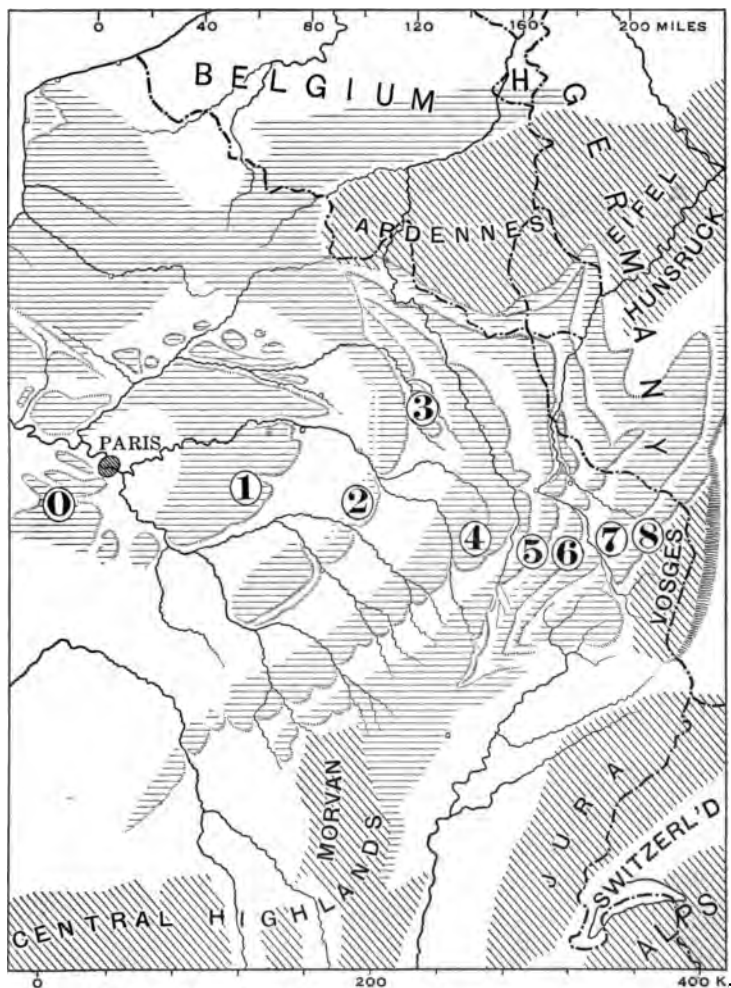 0 40 80 120 160 200 MILES
BELGIUM
H
GERMANY
EIFEL
ARDENNES
HUNSRUCK
3
PARIS
0
1
2
4
5
6
7
8
VOSGES
MORVAN
JURA
SWITZERL'D
CENTRAL HIGHLANDS
ALPS
0 200 400 K.